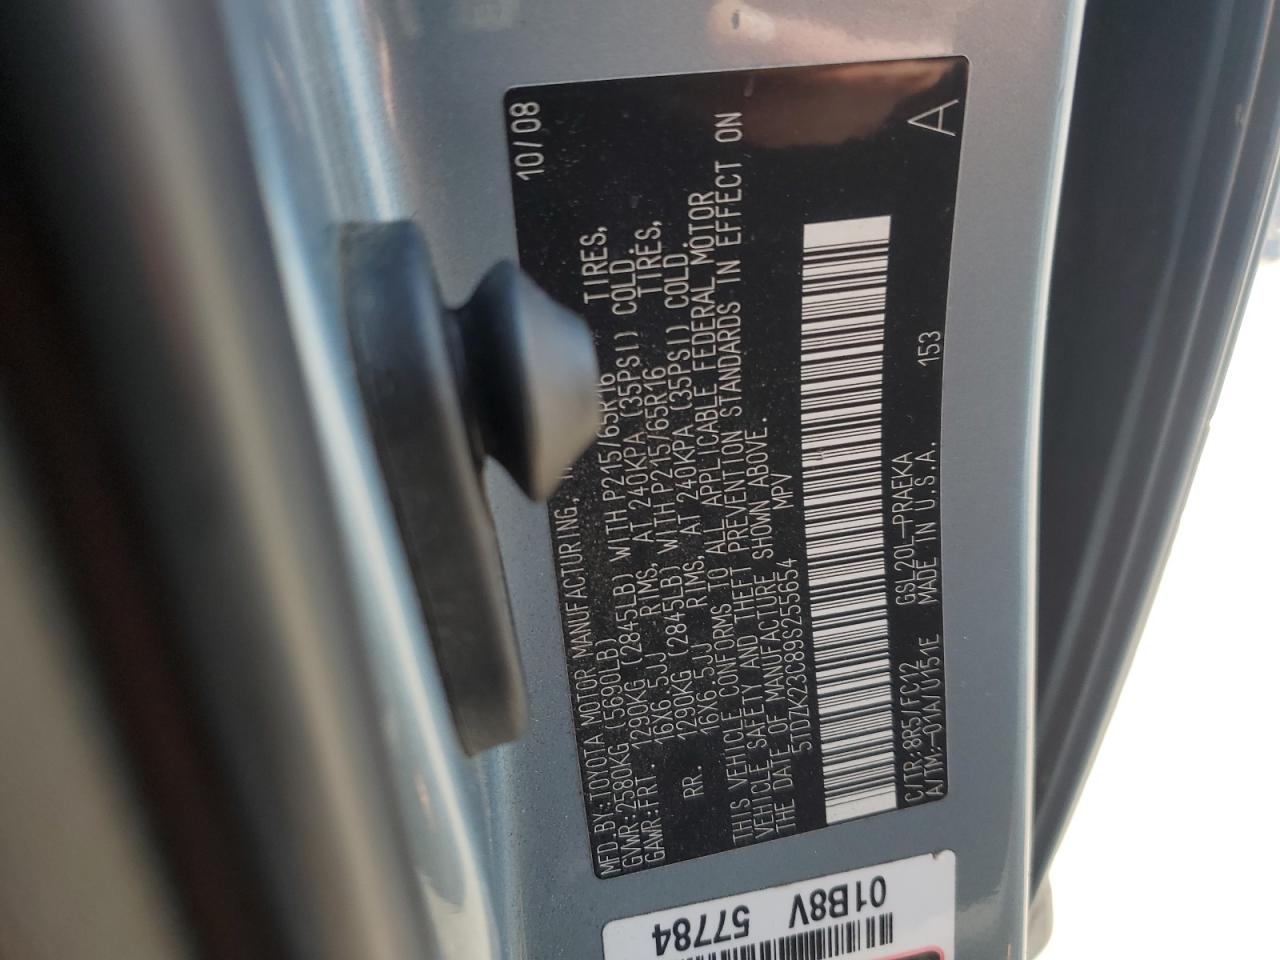 MFD.BY:TOYOTA MOTOR MANUFACTURING, 10/08
GVWR:2580KG (5690LB)
GAWR:FRT. 1290KG (2845LB) WITH P215/65R16 TIRES,
16X6.5JJ RIMS, AT 240KPA (35PSI) COLD.
RR. 1290KG (2845LB) WITH P215/65R16 TIRES,
16X6.5JJ RIMS, AT 240KPA (35PSI) COLD.
THIS VEHICLE CONFORMS TO ALL APPLICABLE FEDERAL MOTOR
VEHICLE SAFETY AND THEFT PREVENTION STANDARDS IN EFFECT ON
THE DATE OF MANUFACTURE SHOWN ABOVE.
5TDZK23C89S255654 MPV
C/TR:8R5/FC12 GSL20L-PRAEKA
A/TM:-01A/U151E MADE IN U.S.A. 153 A
01B8V 57784